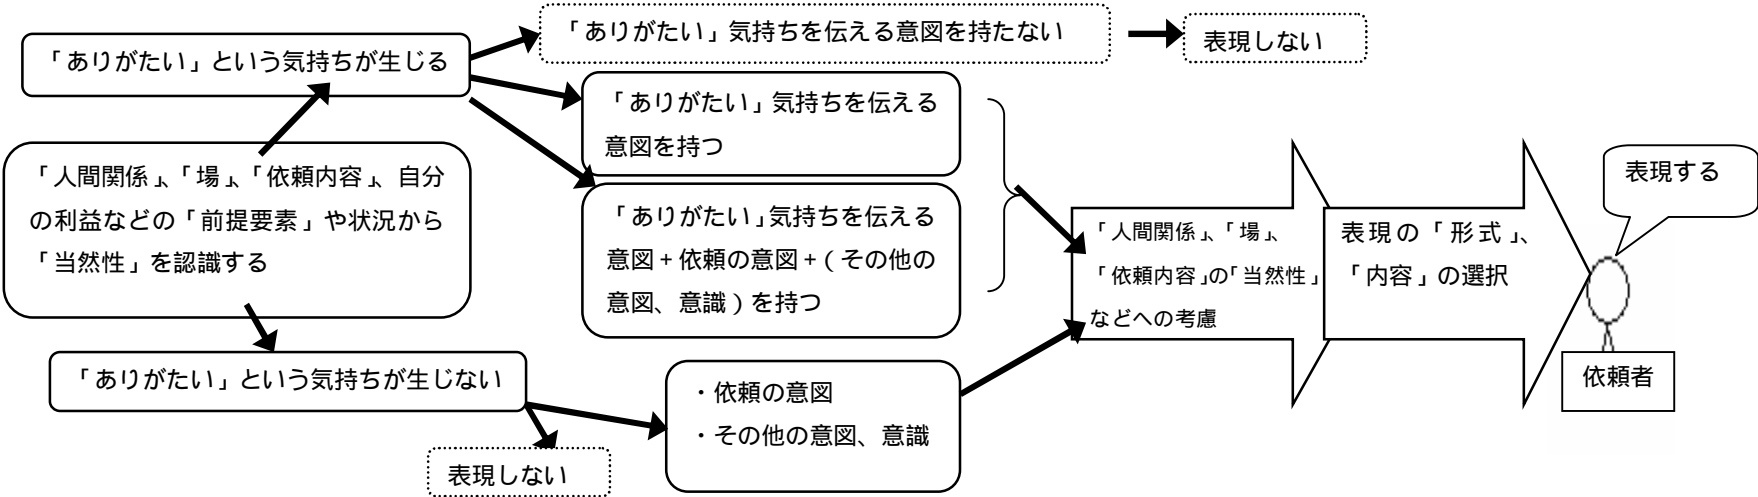 「ありがたい」気持ちを伝える意図を持たない
表現しない
「ありがたい」という気持ちが生じる
「ありがたい」気持ちを伝える
意図を持つ
「人間関係」、「場」、「依頼内容」、自分
の利益などの「前提要素」や状況から
「当然性」を認識する
「ありがたい」気持ちを伝える
意図+依頼の意図+(その他の
意図、意識)を持つ
「人間関係」、「場」、
「依頼内容」の「当然性」
などへの考慮
表現の「形式」、
「内容」の選択
表現する
依頼者
「ありがたい」という気持ちが生じない
・依頼の意図
・その他の意図、意識
表現しない